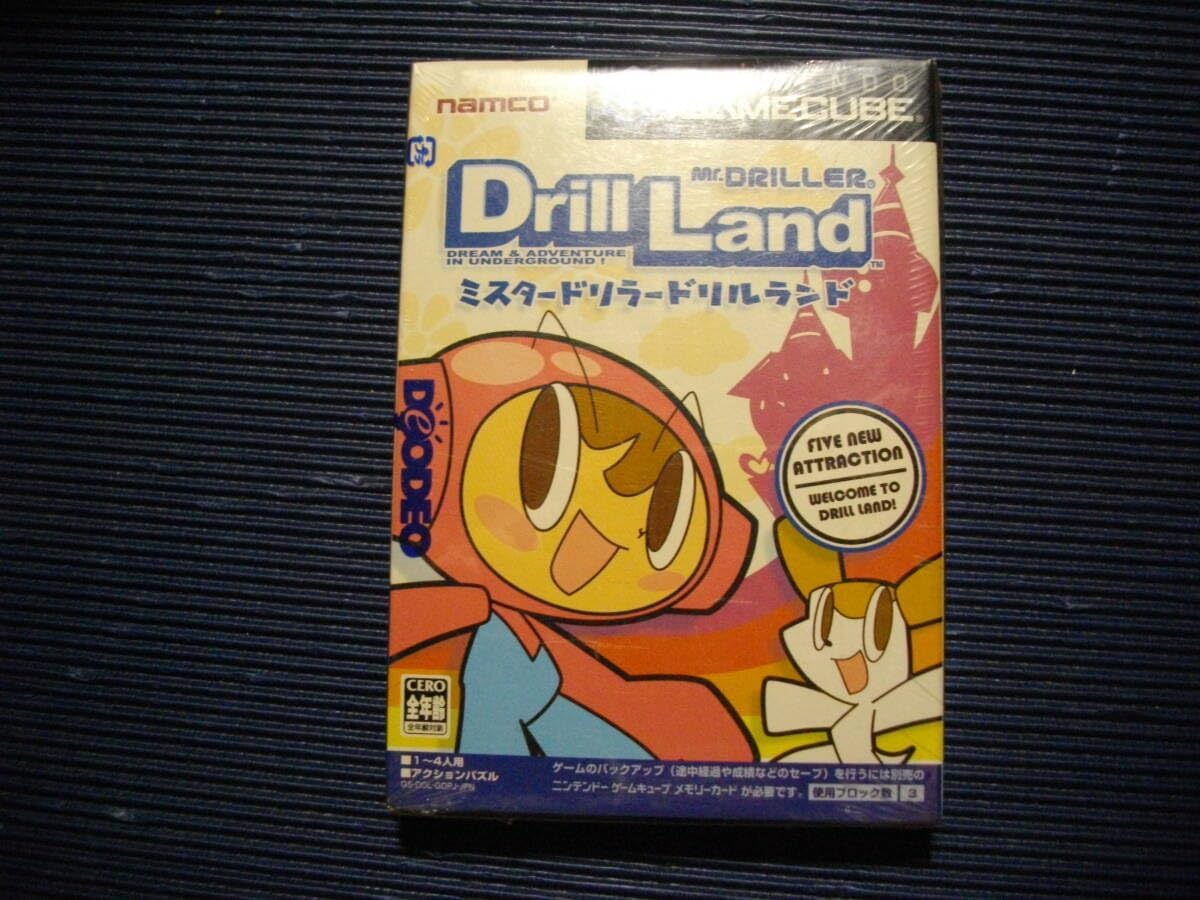 namco
GAMECUBE
Mr. DRILLER
Drill Land
DREAM & ADVENTURE
IN UNDERGROUND!
ミスタードリラードリルランド
DeODEO
FIVE NEW
ATTRACTION
WELCOME TO
DRILL LAND!
CERO
全年齢
全年齢対象
■1～4人用
■アクションパズル
ゲームのバックアップ（途中経過や成績などのセーブ）を行うには別売の
ニンテンドーゲームキューブ メモリーカード が必要です。 使用ブロック数 3